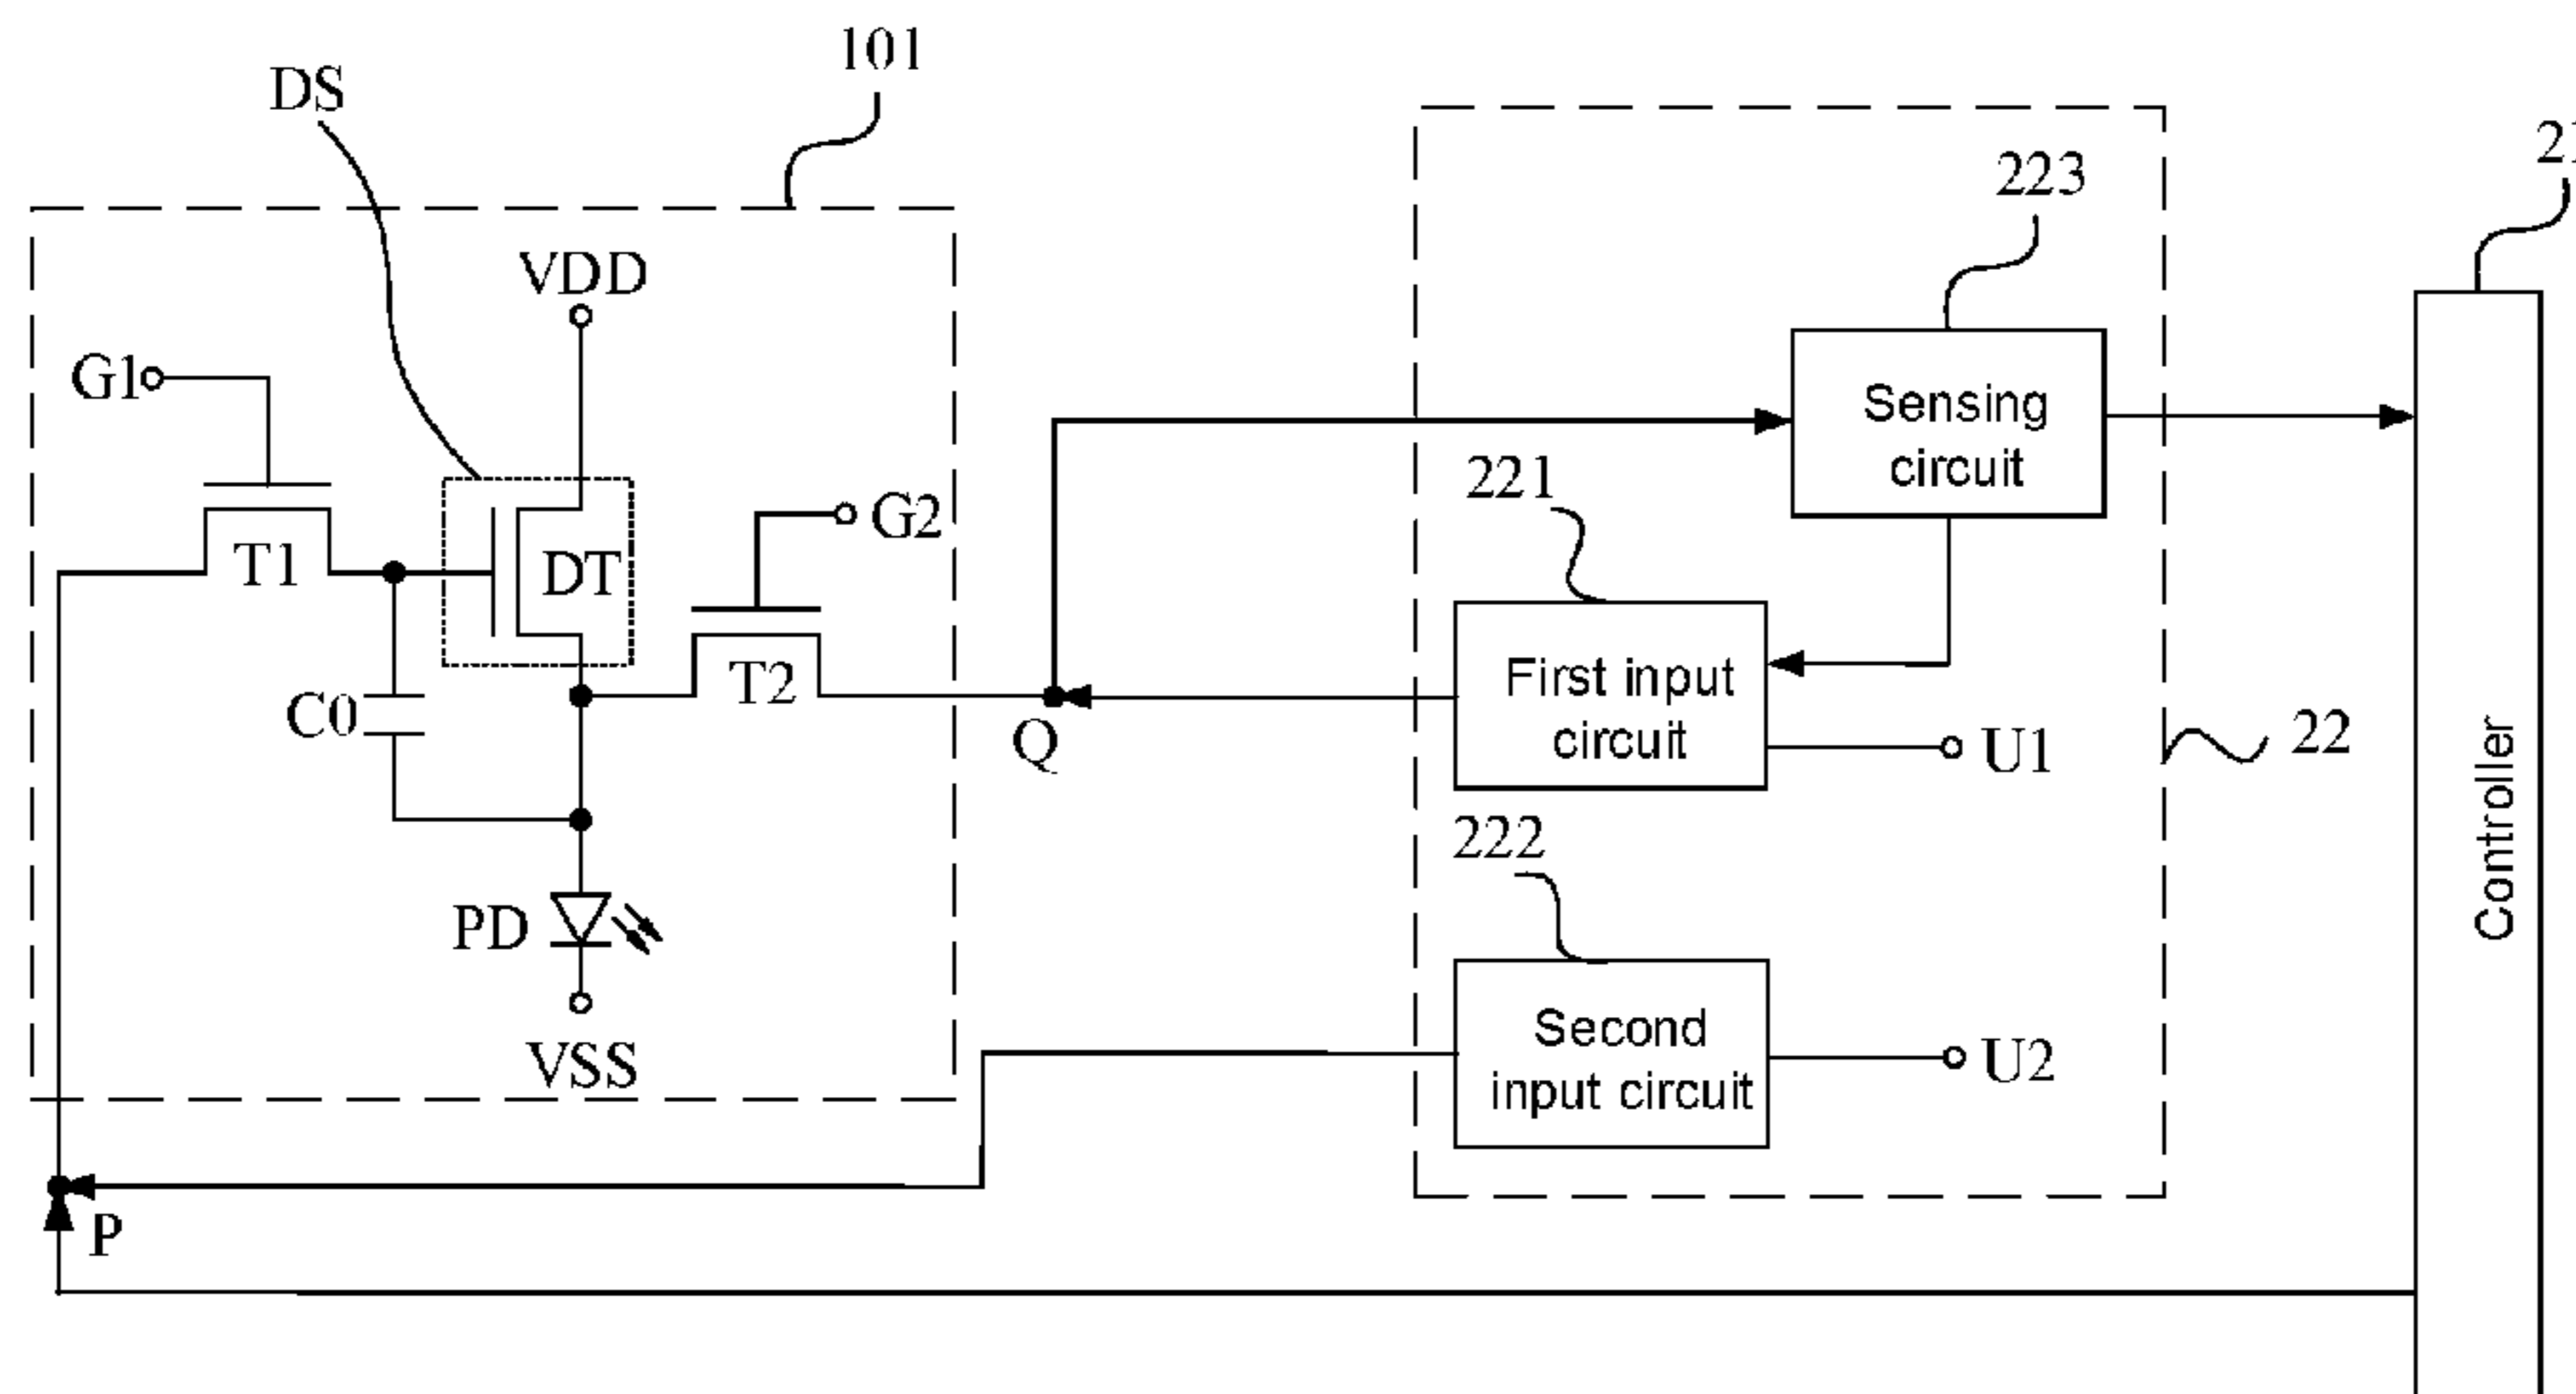 101
DS
21
223
VDD
G1
Sensing
circuit
221
G2
T1
DT
T2
First input
circuit
C0
Q
U1
22
Controller
222
PD
Second
input circuit
U2
VSS
P